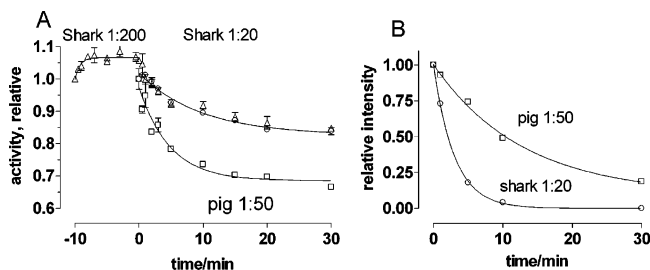 A
Shark 1:200
Shark 1:20
1.1
1.0
0.9
0.8
0.7
0.6
activity, relative
pig 1:50
-10
0
10
20
30
time/min
B
1.00
0.75
0.50
0.25
0.00
relative intensity
pig 1:50
shark 1:20
0
10
20
30
time/min